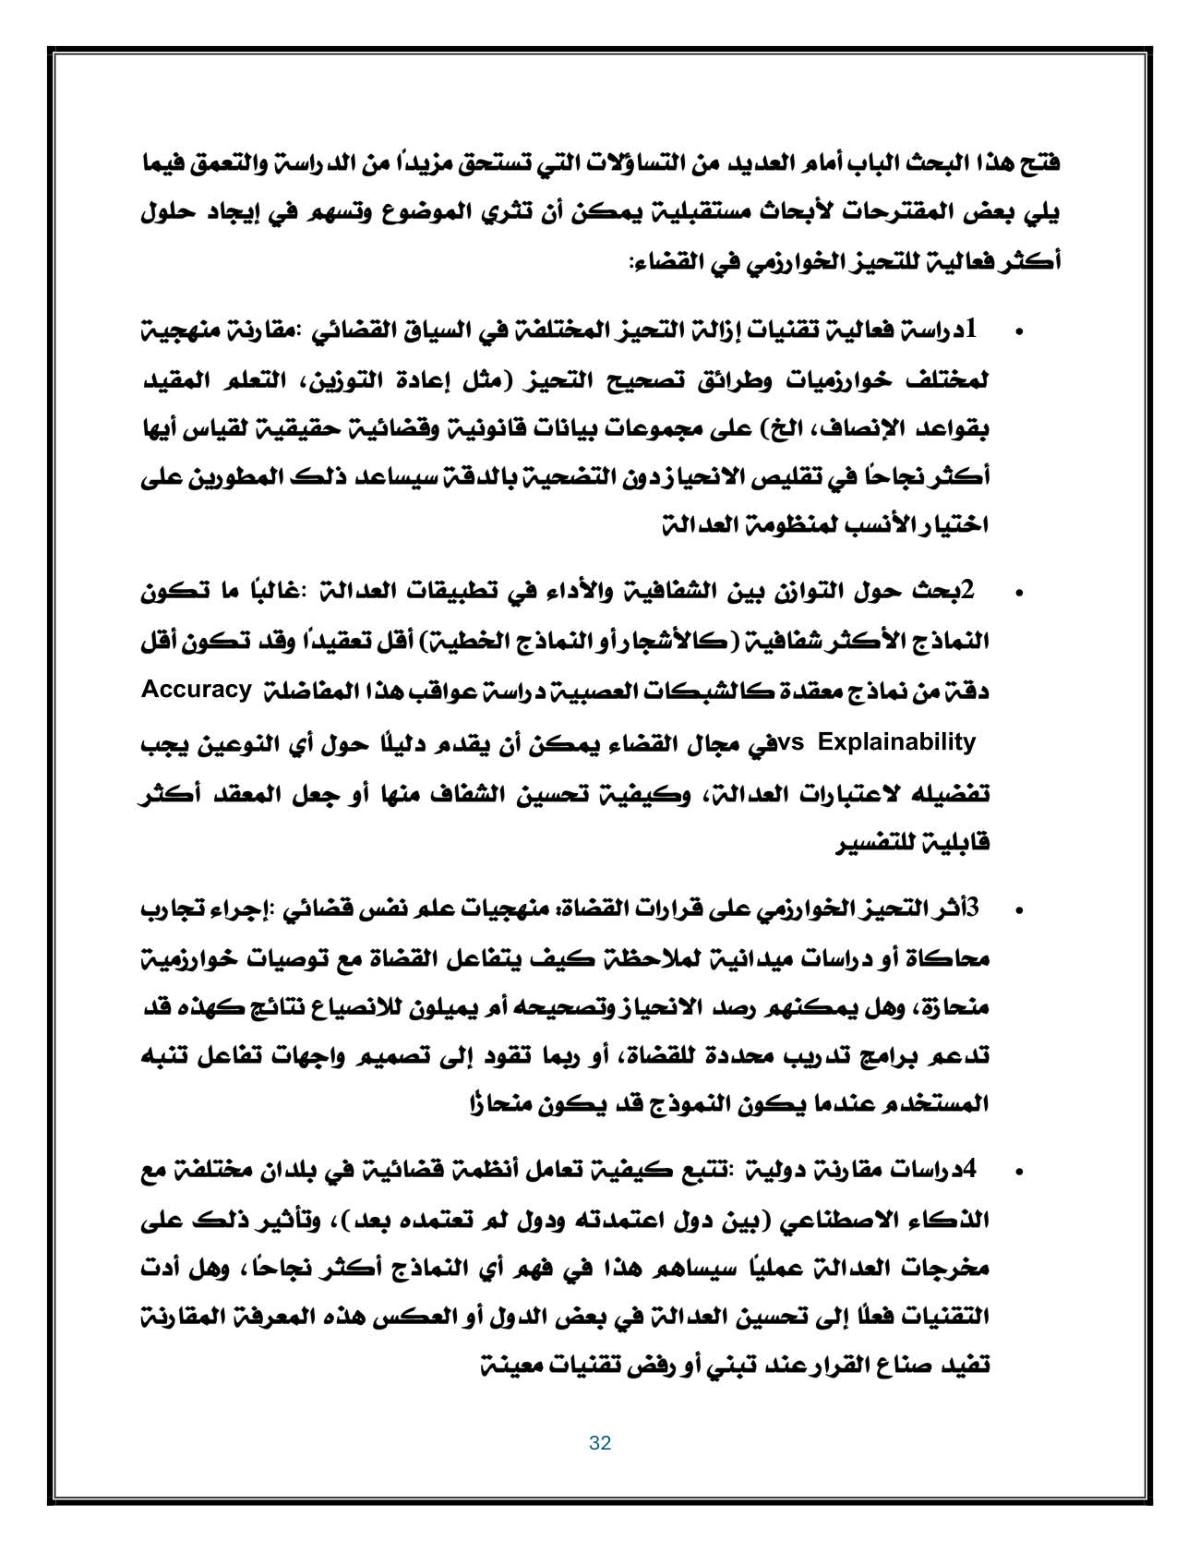 فتح هذا البحث الباب أمام العديد من التساؤلات التي تستحق مزيدًا من الدراسة والتعمق فيما
يلي بعض المقترحات لأبحاث مستقبلية يمكن أن تثري الموضوع وتسهم في إيجاد حلول
أكثر فعالية للتحيز الخوارزمي في القضاء:
• 1دراسة فعالية تقنيات إزالة التحيز المختلفة في السياق القضائي :مقارنة منهجية
لمختلف خوارزميات وطرائق تصحيح التحيز (مثل إعادة التوزين، التعلم المقيد
بقواعد الإنصاف، الخ) على مجموعات بيانات قانونية وقضائية حقيقية لقياس أيها
أكثر نجاحًا في تقليص الانحياز دون التضحية بالدقة سيساعد ذلك المطورين على
اختيار الأنسب لمنظومة العدالة
• 2بحث حول التوازن بين الشفافية والأداء في تطبيقات العدالة :غالبًا ما تكون
النماذج الأكثر شفافية (كالأشجار أو النماذج الخطية) أقل تعقيدًا وقد تكون أقل
دقة من نماذج معقدة كالشبكات العصبية دراسة عواقب هذا المفاضلة Accuracy
vs Explainability في مجال القضاء يمكن أن يقدم دليلًا حول أي النوعين يجب
تفضيله لاعتبارات العدالة، وكيفية تحسين الشفاف منها أو جعل المعقد أكثر
قابلية للتفسير
• 3أثر التحيز الخوارزمي على قرارات القضاة: منهجيات علم نفس قضائي :إجراء تجارب
محاكاة أو دراسات ميدانية لملاحظة كيف يتفاعل القضاة مع توصيات خوارزمية
منحازة، وهل يمكنهم رصد الانحياز وتصحيحه أم يميلون للانصياع نتائج كهذه قد
تدعم برامج تدريب محددة للقضاة، أو ربما تقود إلى تصميم واجهات تفاعل تنبه
المستخدم عندما يكون النموذج قد يكون منحازًا
• 4دراسات مقارنة دولية :تتبع كيفية تعامل أنظمة قضائية في بلدان مختلفة مع
الذكاء الاصطناعي (بين دول اعتمدته ودول لم تعتمده بعد)، وتأثير ذلك على
مخرجات العدالة عمليًا سيساهم هذا في فهم أي النماذج أكثر نجاحًا، وهل أدت
التقنيات فعلًا إلى تحسين العدالة في بعض الدول أو العكس هذه المعرفة المقارنة
تفيد صناع القرار عند تبني أو رفض تقنيات معينة
32